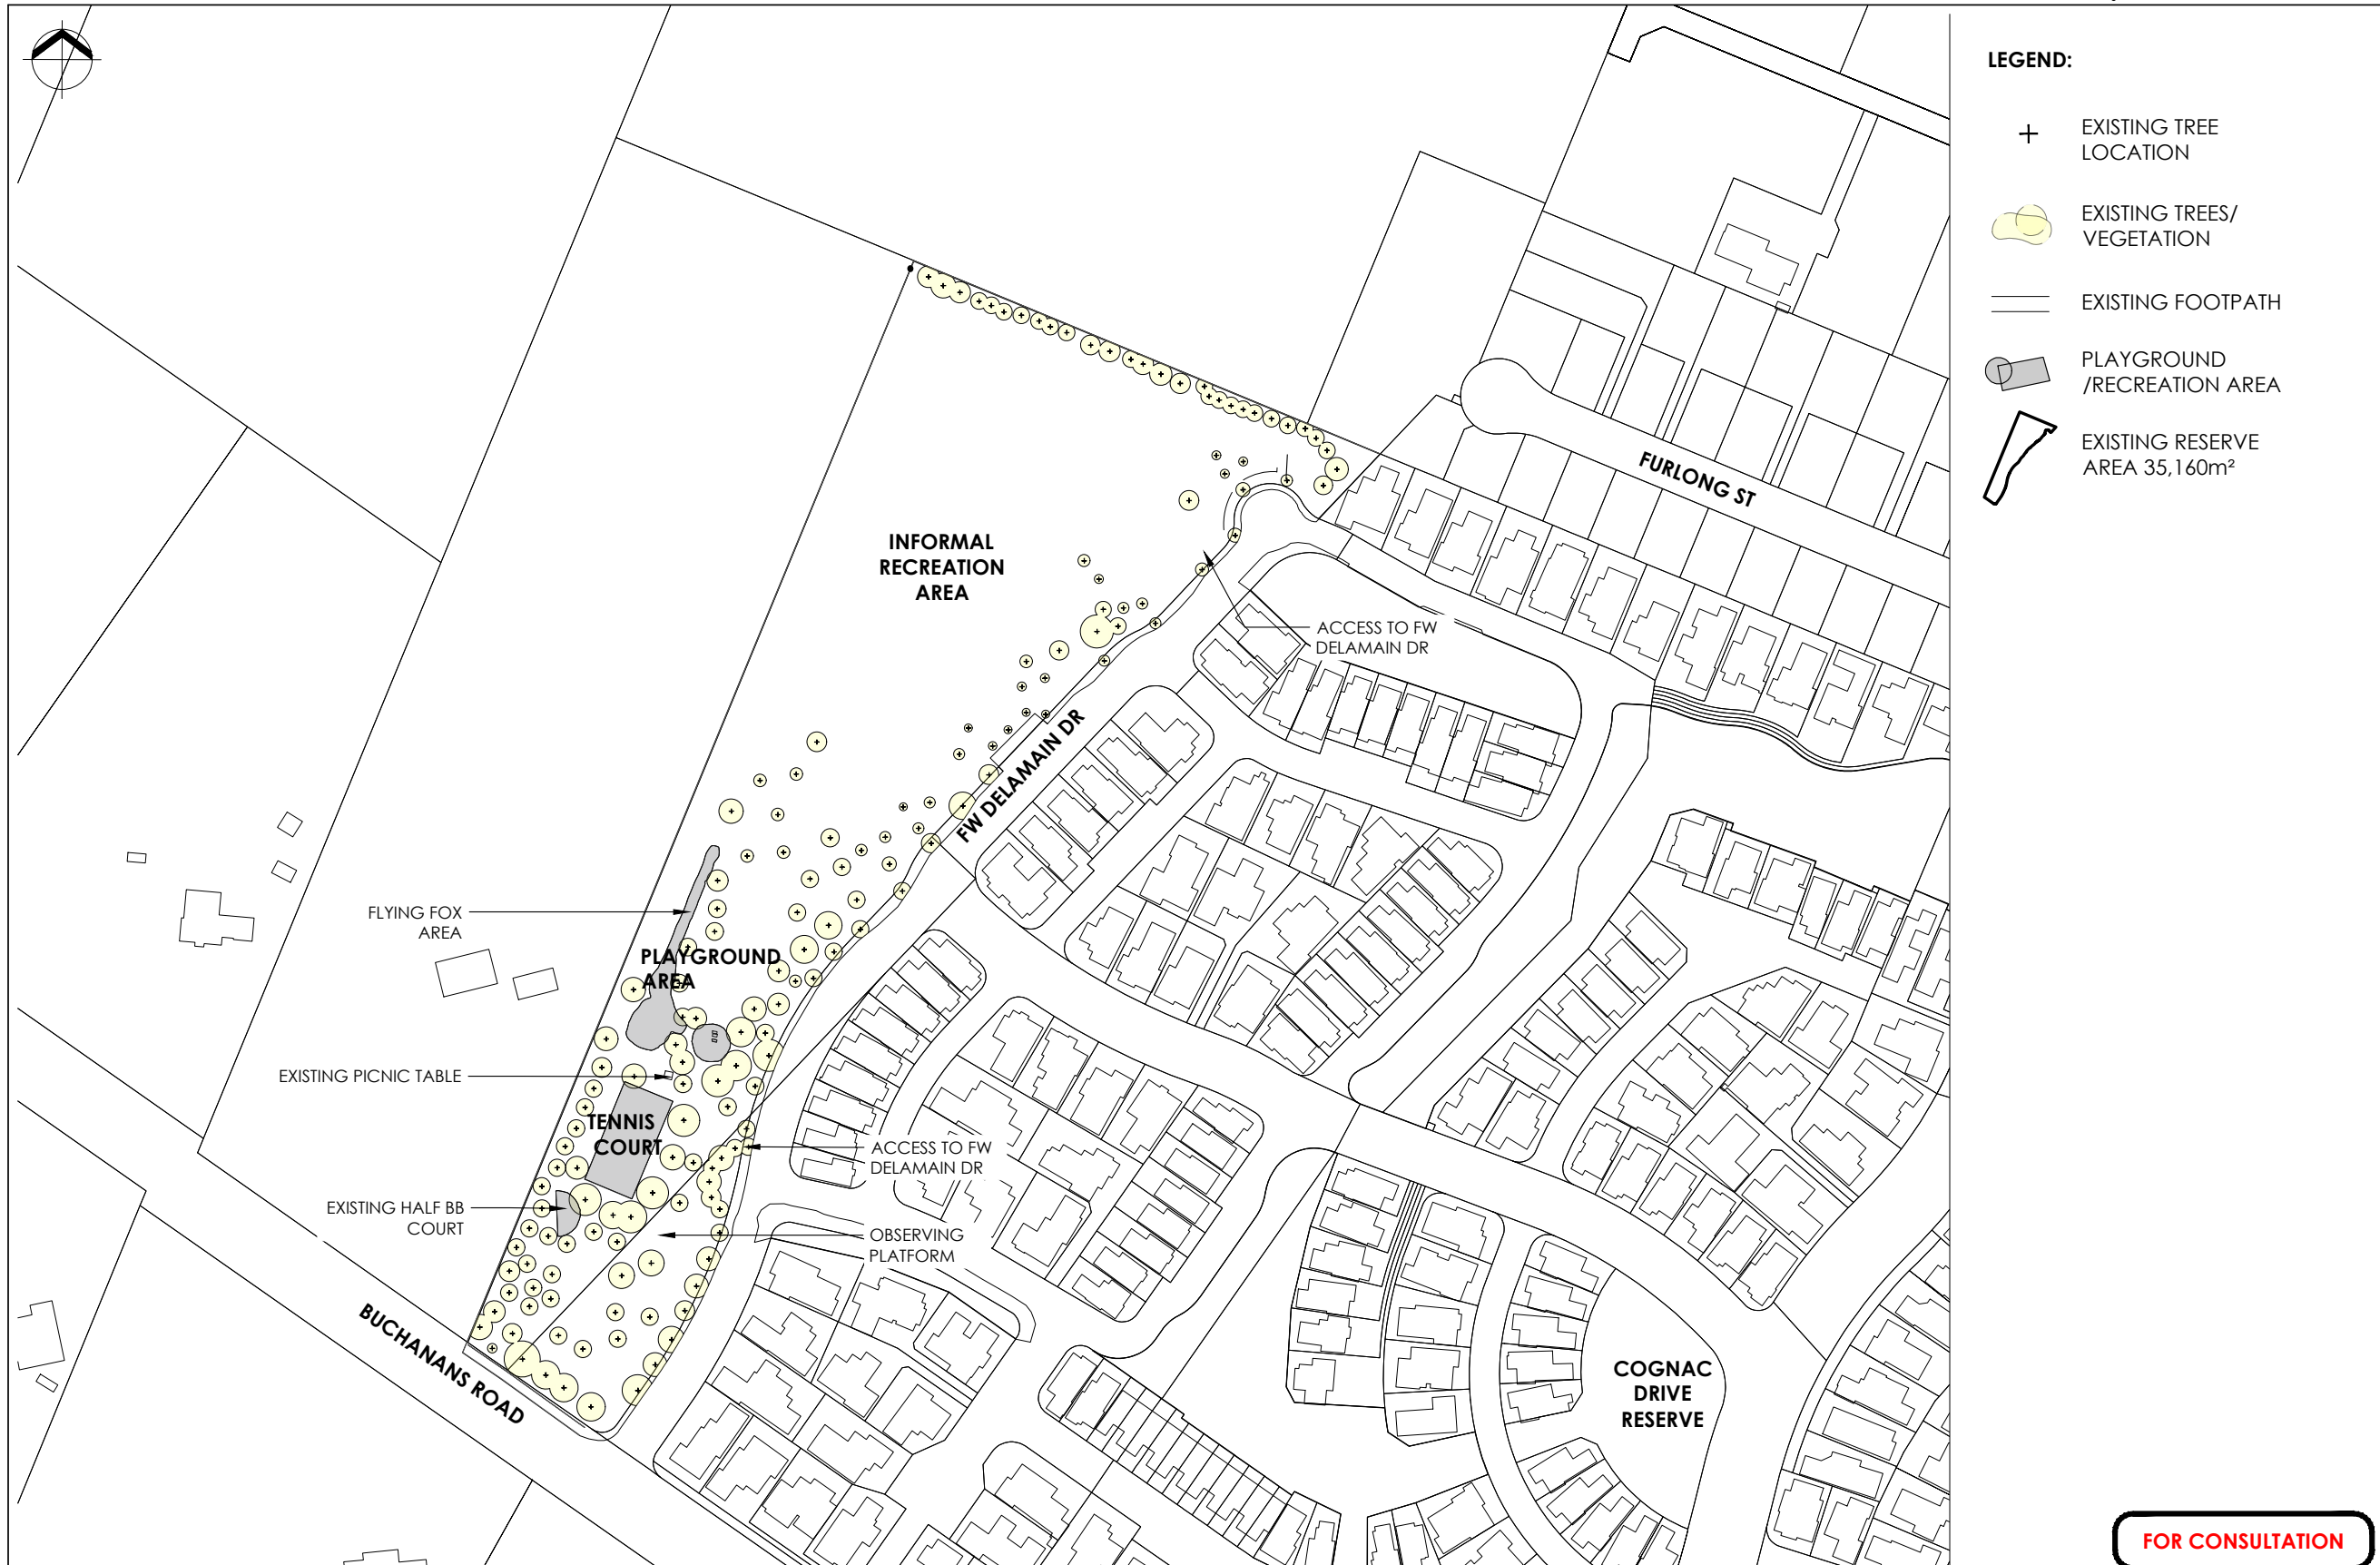 LEGEND:
EXISTING TREE
LOCATION
EXISTING TREES/
VEGETATION
EXISTING FOOTPATH
PLAYGROUND
/RECREATION AREA
EXISTING RESERVE
AREA 35,160m²
FURLONG ST
INFORMAL
RECREATION
AREA
ACCESS TO FW
DELAMAIN DR
FW DELAMAIN DR
FLYING FOX
AREA
PLAYGROUND
AREA
EXISTING PICNIC TABLE
TENNIS
COURT
ACCESS TO FW
DELAMAIN DR
EXISTING HALF BB
COURT
OBSERVING
PLATFORM
BUCHANANS ROAD
COGNAC
DRIVE
RESERVE
FOR CONSULTATION